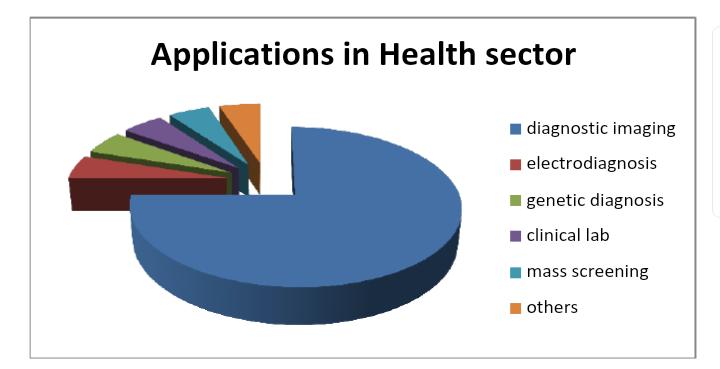 Applications in Health sector
diagnostic imaging
electrodiagnosis
genetic diagnosis
clinical lab
mass screening
others